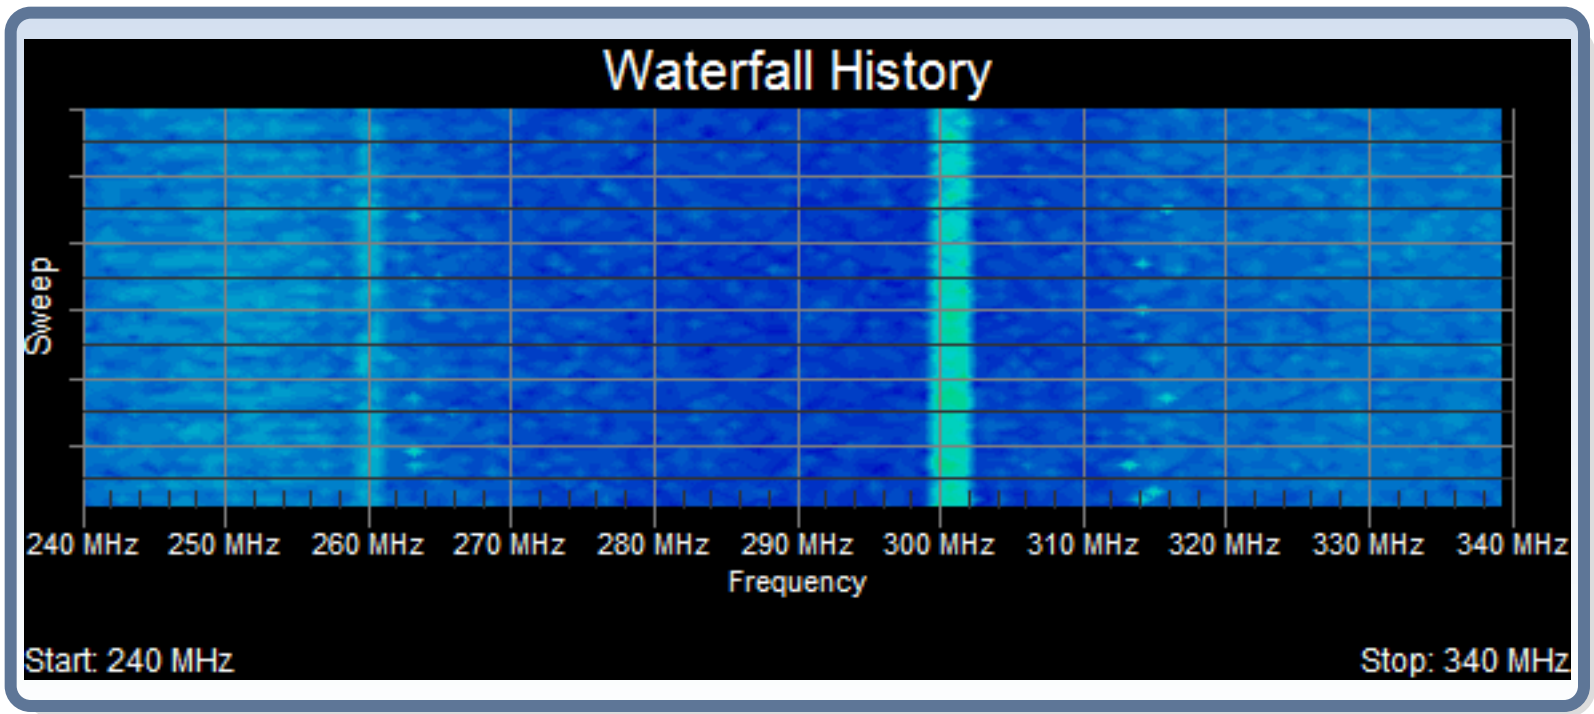 Waterfall History
Sweep
240 MHz 250 MHz 260 MHz 270 MHz 280 MHz 290 MHz 300 MHz 310 MHz 320 MHz 330 MHz 340 MHz
Frequency
Start: 240 MHz
Stop: 340 MHz